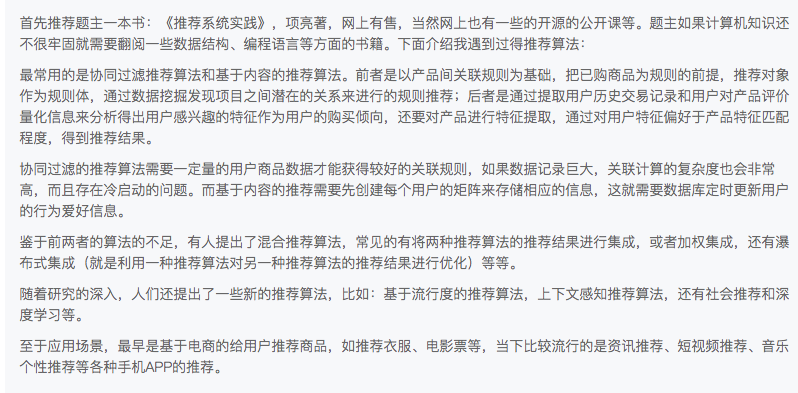 首先推荐题主一本书：《推荐系统实践》，项亮著，网上有售，当然网上也有一些的开源的公开课等。题主如果计算机知识还
不很牢固就需要翻阅一些数据结构、编程语言等方面的书籍。下面介绍我遇到过得推荐算法：
最常用的是协同过滤推荐算法和基于内容的推荐算法。前者是以产品间关联规则为基础，把已购商品为规则的前提，推荐对象
作为规则体，通过数据挖掘发现项目之间潜在的关系来进行的规则推荐；后者是通过提取用户历史交易记录和用户对产品评价
量化信息来分析得出用户感兴趣的特征作为用户的购买倾向，还要对产品进行特征提取，通过对用户特征偏好于产品特征匹配
程度，得到推荐结果。
协同过滤的推荐算法需要一定量的用户商品数据才能获得较好的关联规则，如果数据记录巨大，关联计算的复杂度也会非常
高，而且存在冷启动的问题。而基于内容的推荐需要先创建每个用户的矩阵来存储相应的信息，这就需要数据库定时更新用户
的行为爱好信息。
鉴于前两者的算法的不足，有人提出了混合推荐算法，常见的有将两种推荐算法的推荐结果进行集成，或者加权集成，还有瀑
布式集成（就是利用一种推荐算法对另一种推荐算法的推荐结果进行优化）等等。
随着研究的深入，人们还提出了一些新的推荐算法，比如：基于流行度的推荐算法，上下文感知推荐算法，还有社会推荐和深
度学习等。
至于应用场景，最早是基于电商的给用户推荐商品，如推荐衣服、电影票等，当下比较流行的是资讯推荐、短视频推荐、音乐
个性推荐等各种手机APP的推荐。